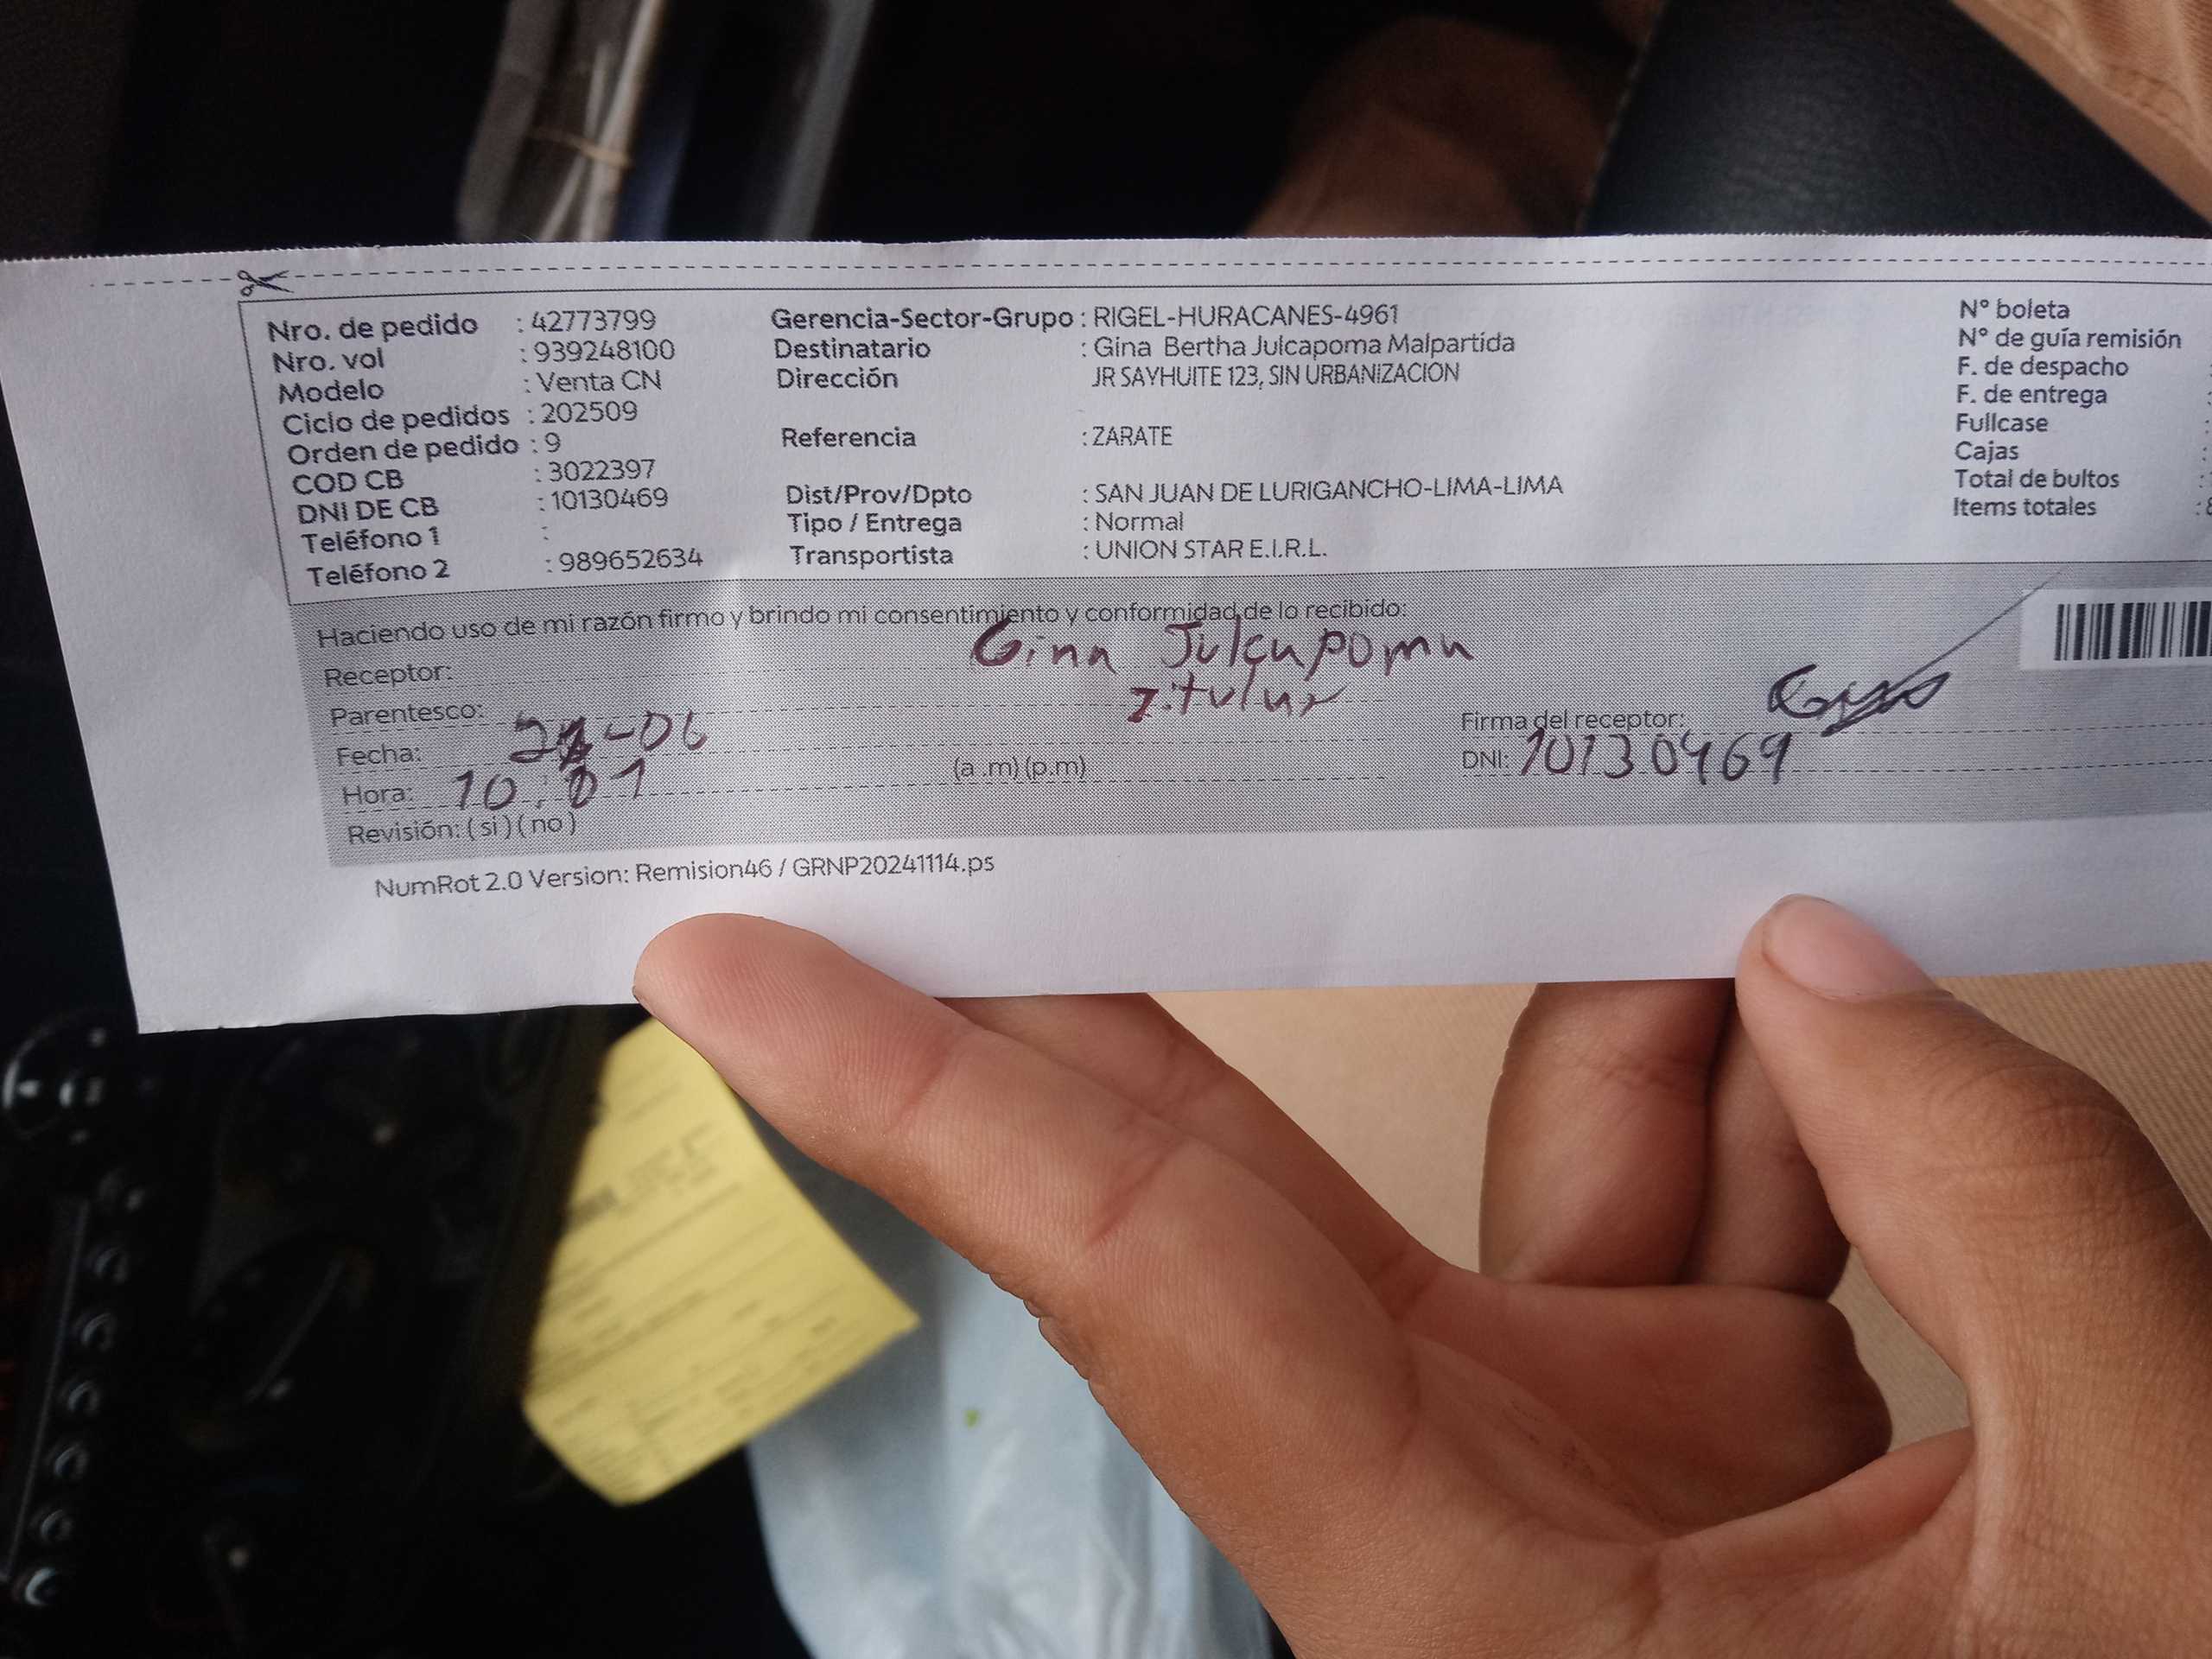 Nro. de pedido : 42773799
Nro. vol : 939248100
Modelo : Venta CN
Ciclo de pedidos : 202509
Orden de pedido : 9
COD CB : 3022397
DNI DE CB : 10130469
Teléfono 1 :
Teléfono 2 : 989652634
Gerencia-Sector-Grupo : RIGEL-HURACANES-4961
Destinatario : Gina Bertha Julcapoma Malpartida
Dirección JR SAYHUITE 123, SIN URBANIZACION
Referencia : ZARATE
Dist/Prov/Dpto : SAN JUAN DE LURIGANCHO-LIMA-LIMA
Tipo / Entrega : Normal
Transportista : UNION STAR E.I.R.L.
N° boleta
N° de guía remisión
F. de despacho
F. de entrega
Fullcase
Cajas
Total de bultos
Items totales
Haciendo uso de mi razón firmo y brindo mi consentimiento y conformidad de lo recibido:
Receptor: Gina Julcapoma
Parentesco:
Fecha:
Hora: 10:01 (a .m) (p.m)
Revisión: ( si ) ( no )
Firma del receptor:
DNI: 10130469
NumRot 2.0 Version: Remision46 / GRNP20241114.ps